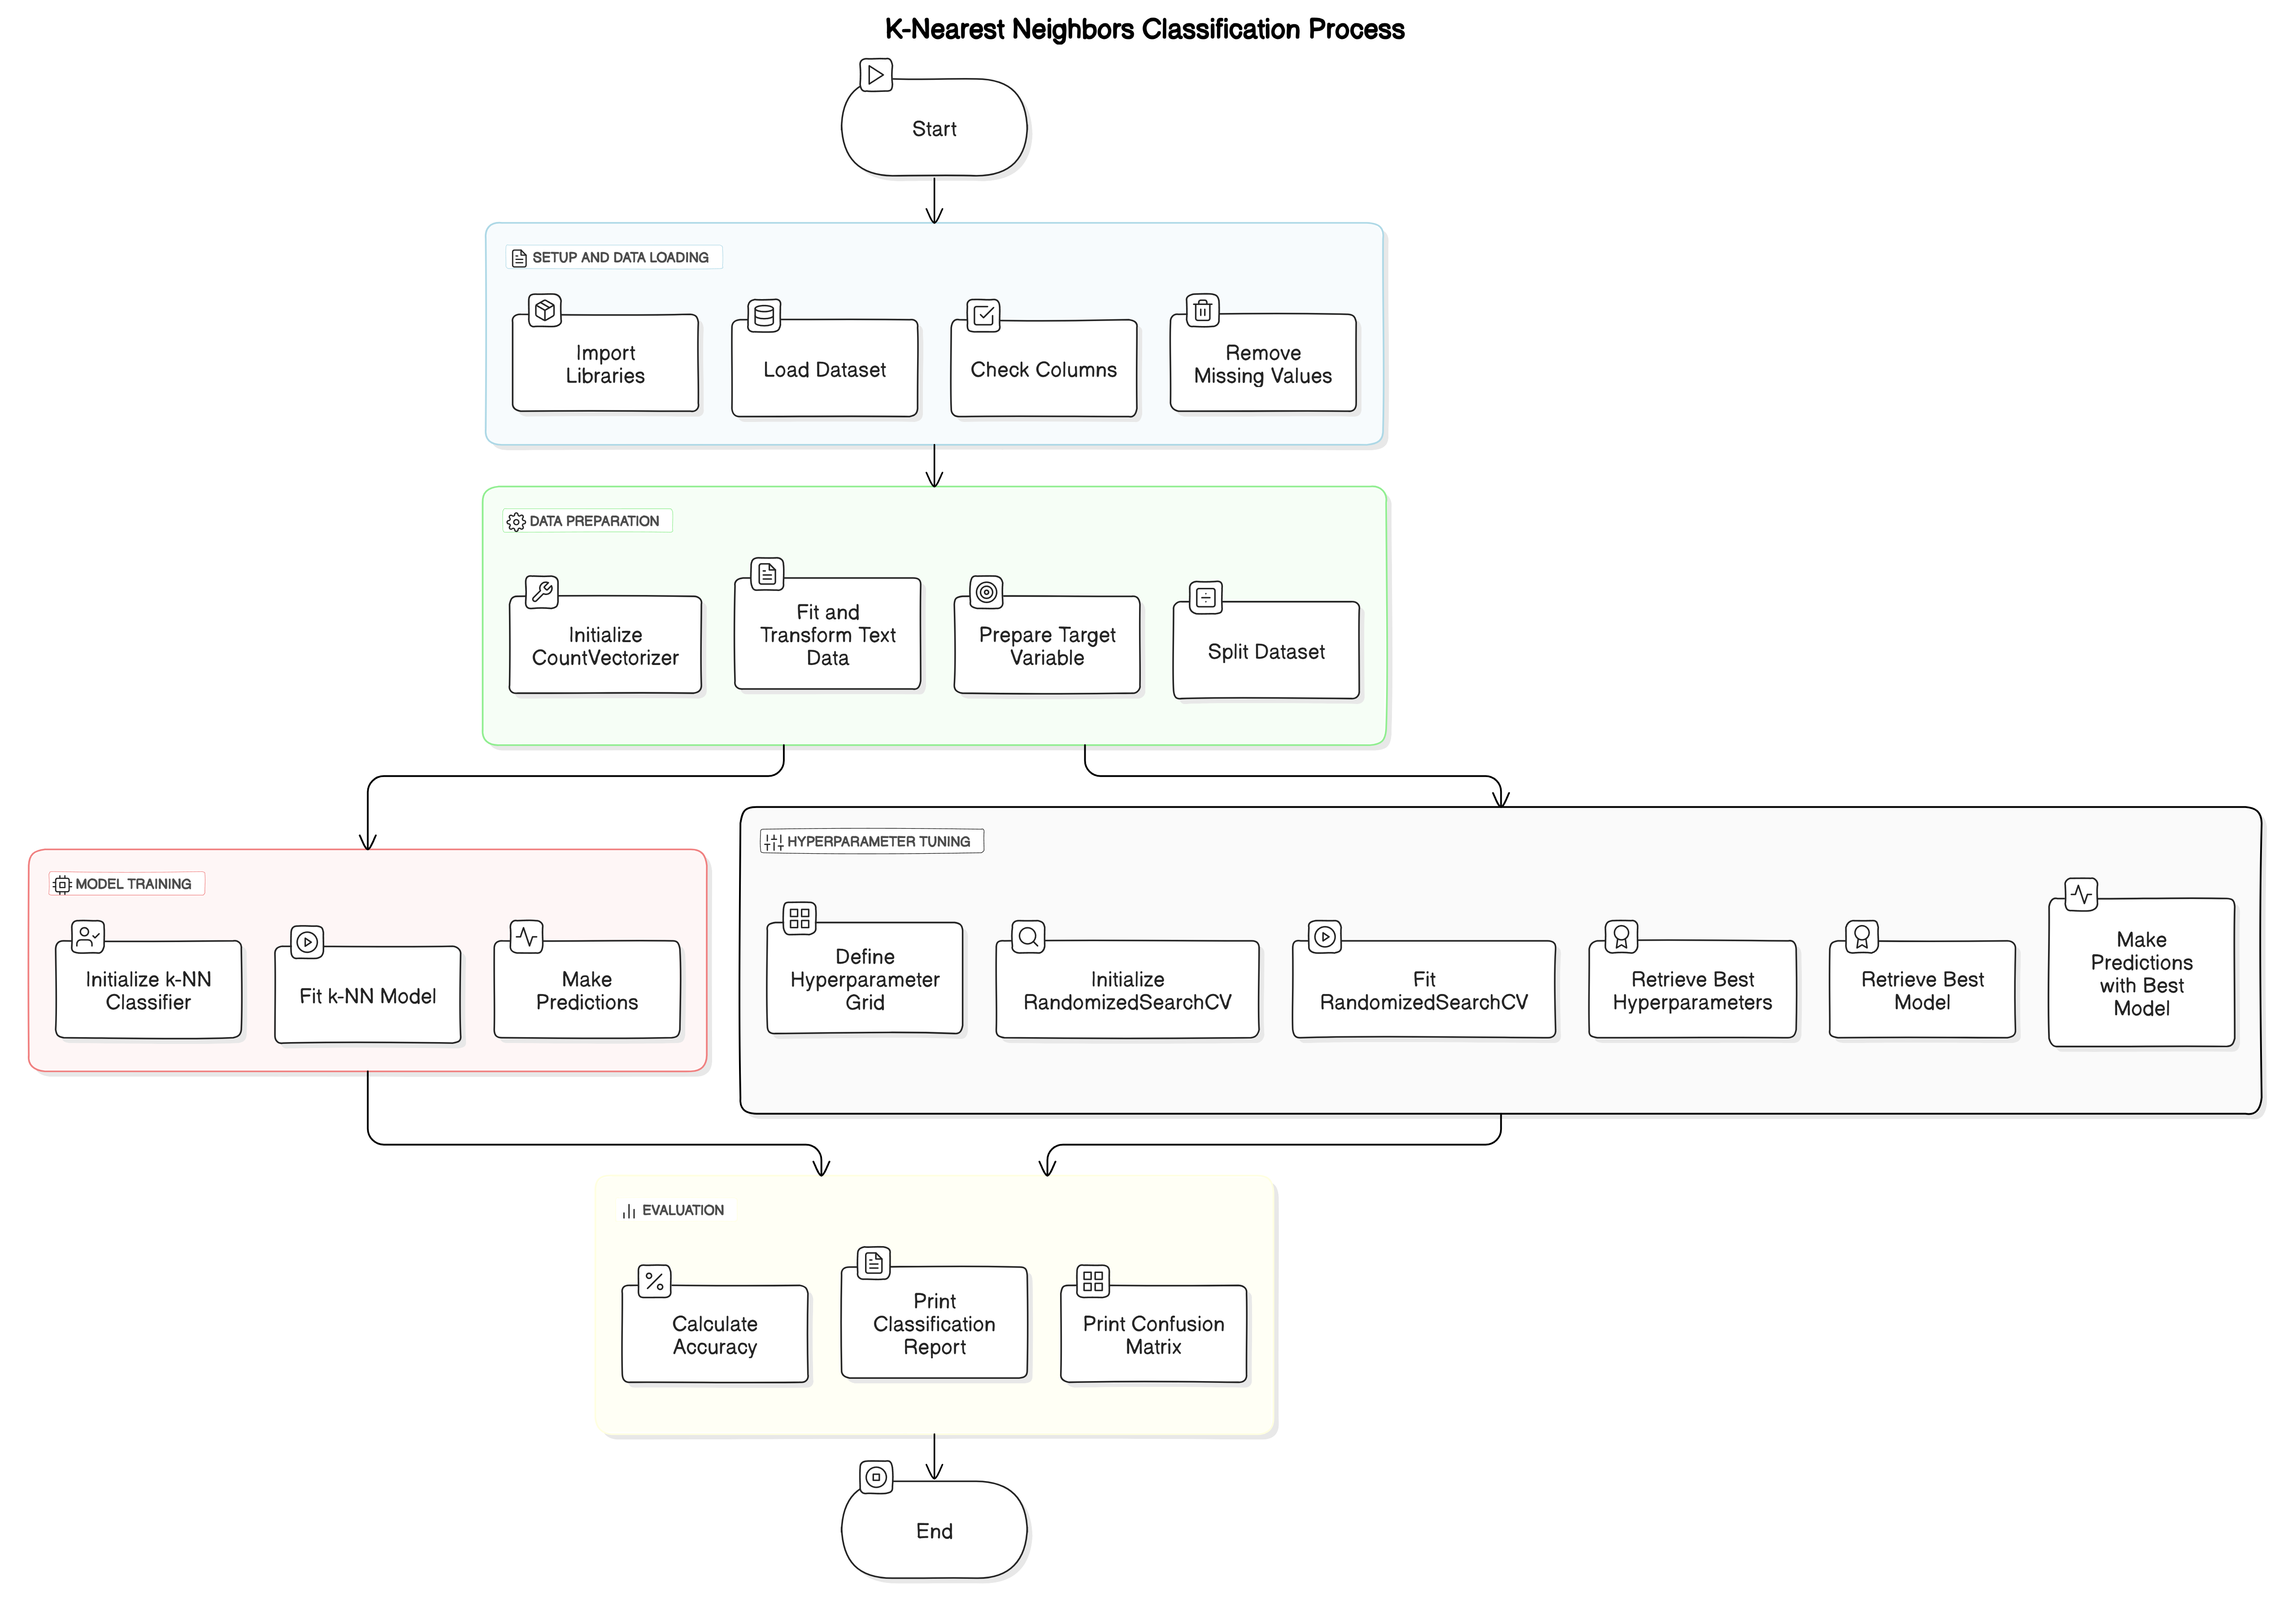 K-Nearest Neighbors Classification Process
Start
SETUP AND DATA LOADING
Import
Libraries
Load Dataset
Check Columns
Remove
Missing Values
DATA PREPARATION
Initialize
CountVectorizer
Fit and
Transform Text
Data
Prepare Target
Variable
Split Dataset
MODEL TRAINING
Initialize k-NN
Classifier
Fit k-NN Model
Make
Predictions
HYPERPARAMETER TUNING
Define
Hyperparameter
Grid
Initialize
RandomizedSearchCV
Fit
RandomizedSearchCV
Retrieve Best
Hyperparameters
Retrieve Best
Model
Make
Predictions
with Best
Model
EVALUATION
Calculate
Accuracy
Print
Classification
Report
Print Confusion
Matrix
End